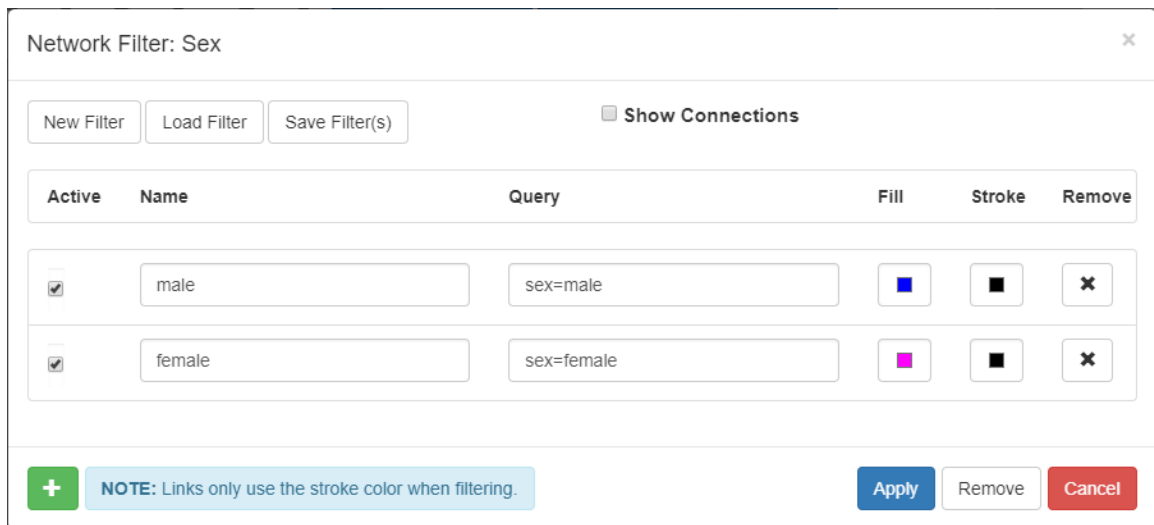 Network Filter: Sex ×
New Filter Load Filter Save Filter(s) Show Connections
Active Name Query Fill Stroke Remove
male sex=male
female sex=female
NOTE: Links only use the stroke color when filtering. Apply Remove Cancel